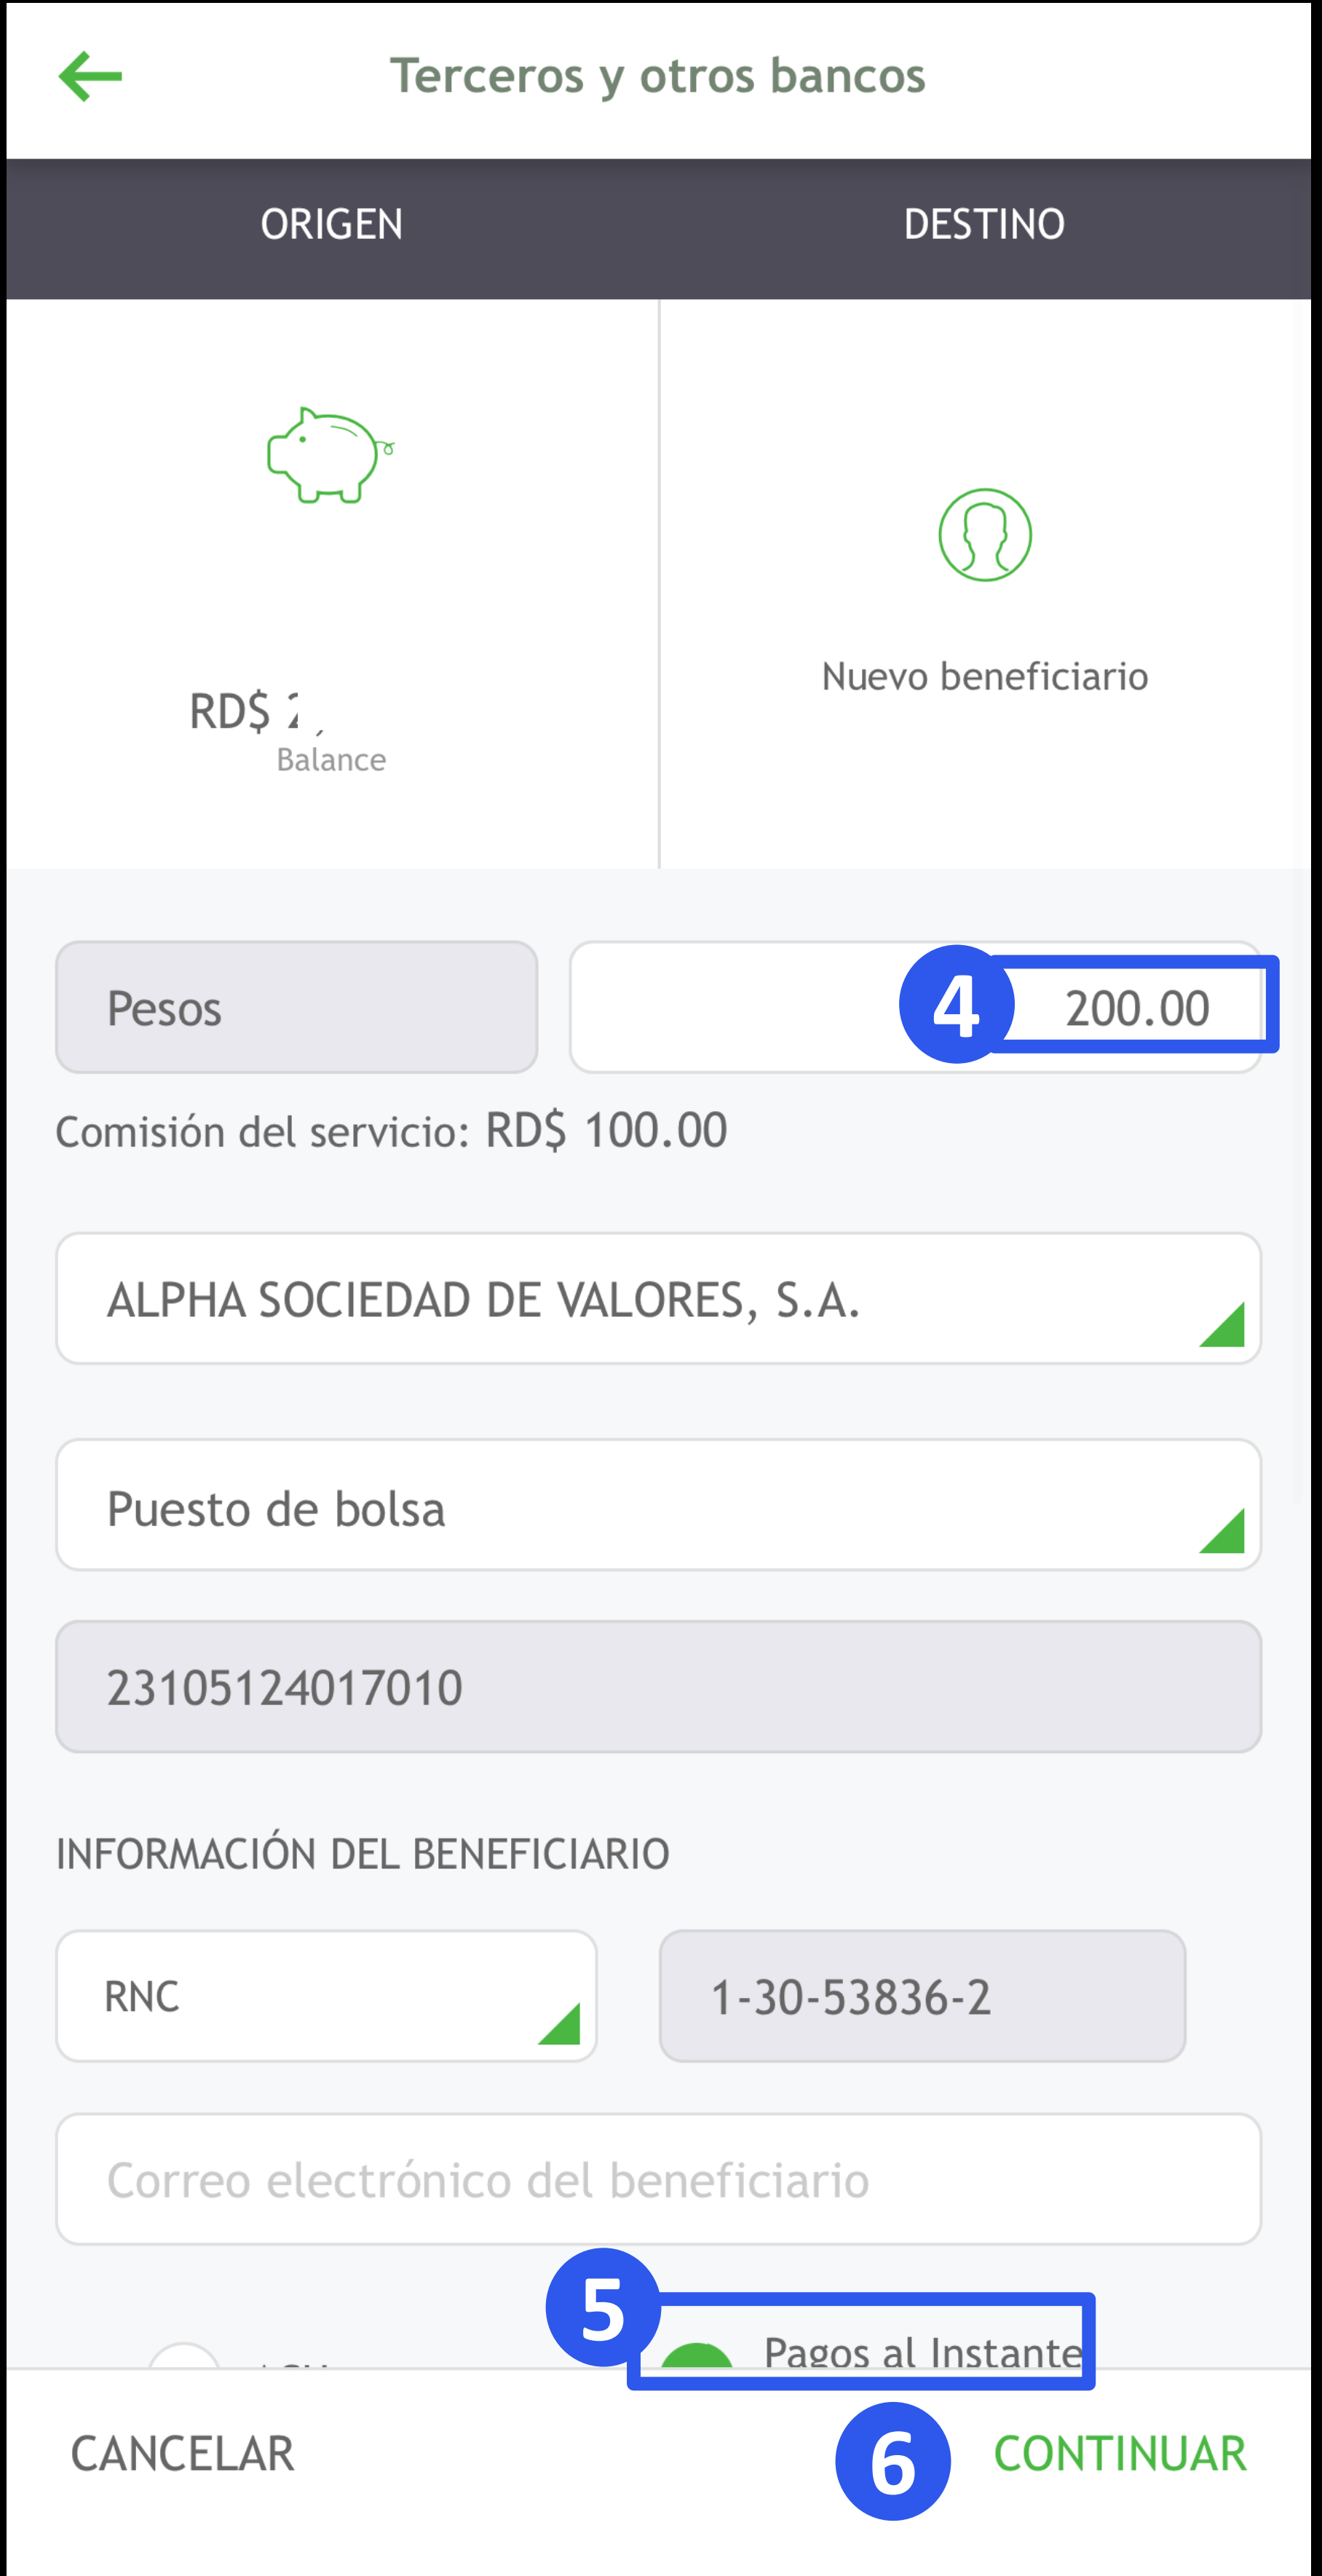 Terceros y otros bancos
ORIGEN
DESTINO
RD$
Balance
Nuevo beneficiario
Pesos
4
200.00
Comisión del servicio: RD$ 100.00
ALPHA SOCIEDAD DE VALORES, S.A.
Puesto de bolsa
23105124017010
INFORMACIÓN DEL BENEFICIARIO
RNC
1-30-53836-2
Correo electrónico del beneficiario
5
Pagos al Instante
CANCELAR
6
CONTINUAR